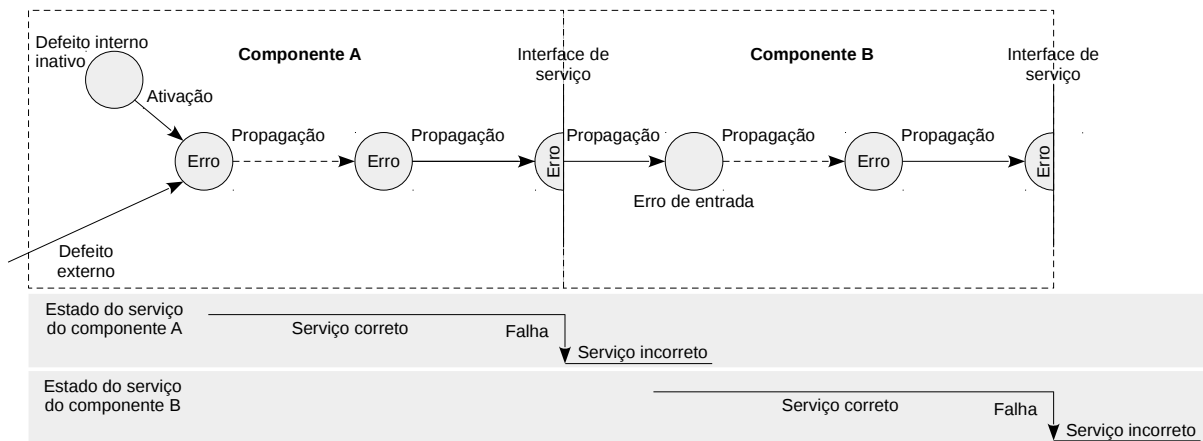 Defeito interno
inativo
Componente A
Interface de
serviço
Componente B
Interface de
serviço
Ativação
Propagação
Propagação
Propagação
Propagação
Propagação
Erro
Erro
Erro
Erro
Erro
Erro de entrada
Defeito
externo
Estado do serviço
do componente A
Serviço correto
Falha
Serviço incorreto
Estado do serviço
do componente B
Serviço correto
Falha
Serviço incorreto